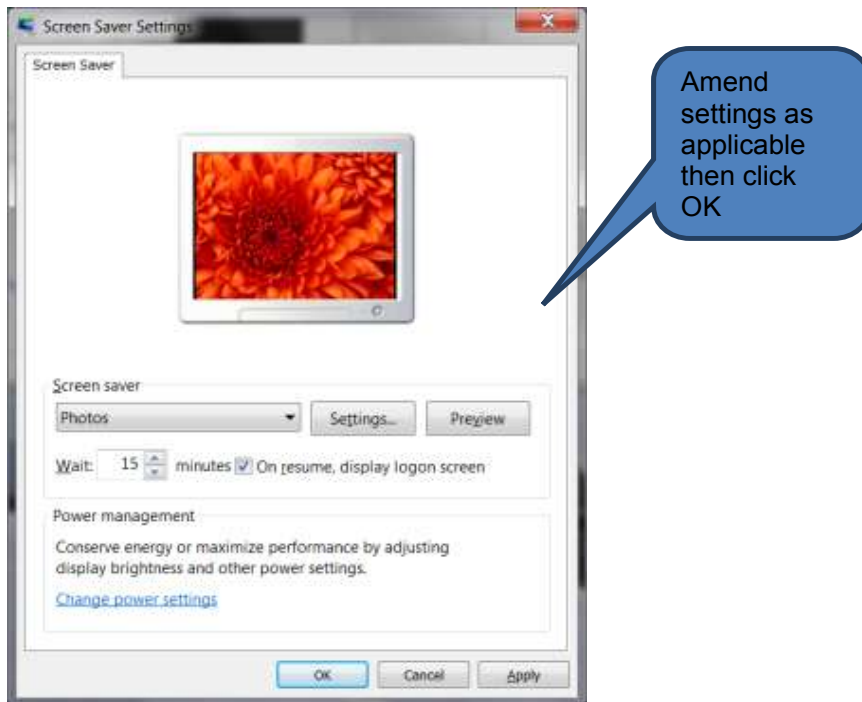 Screen Saver Settings
Screen Saver
Amend
settings as
applicable
then click
OK
Screen saver
Photos
Settings...
Preview
Wait: 15 minutes On resume, display logon screen
Power management
Conserve energy or maximize performance by adjusting
display brightness and other power settings.
Change power settings
OK Cancel Apply